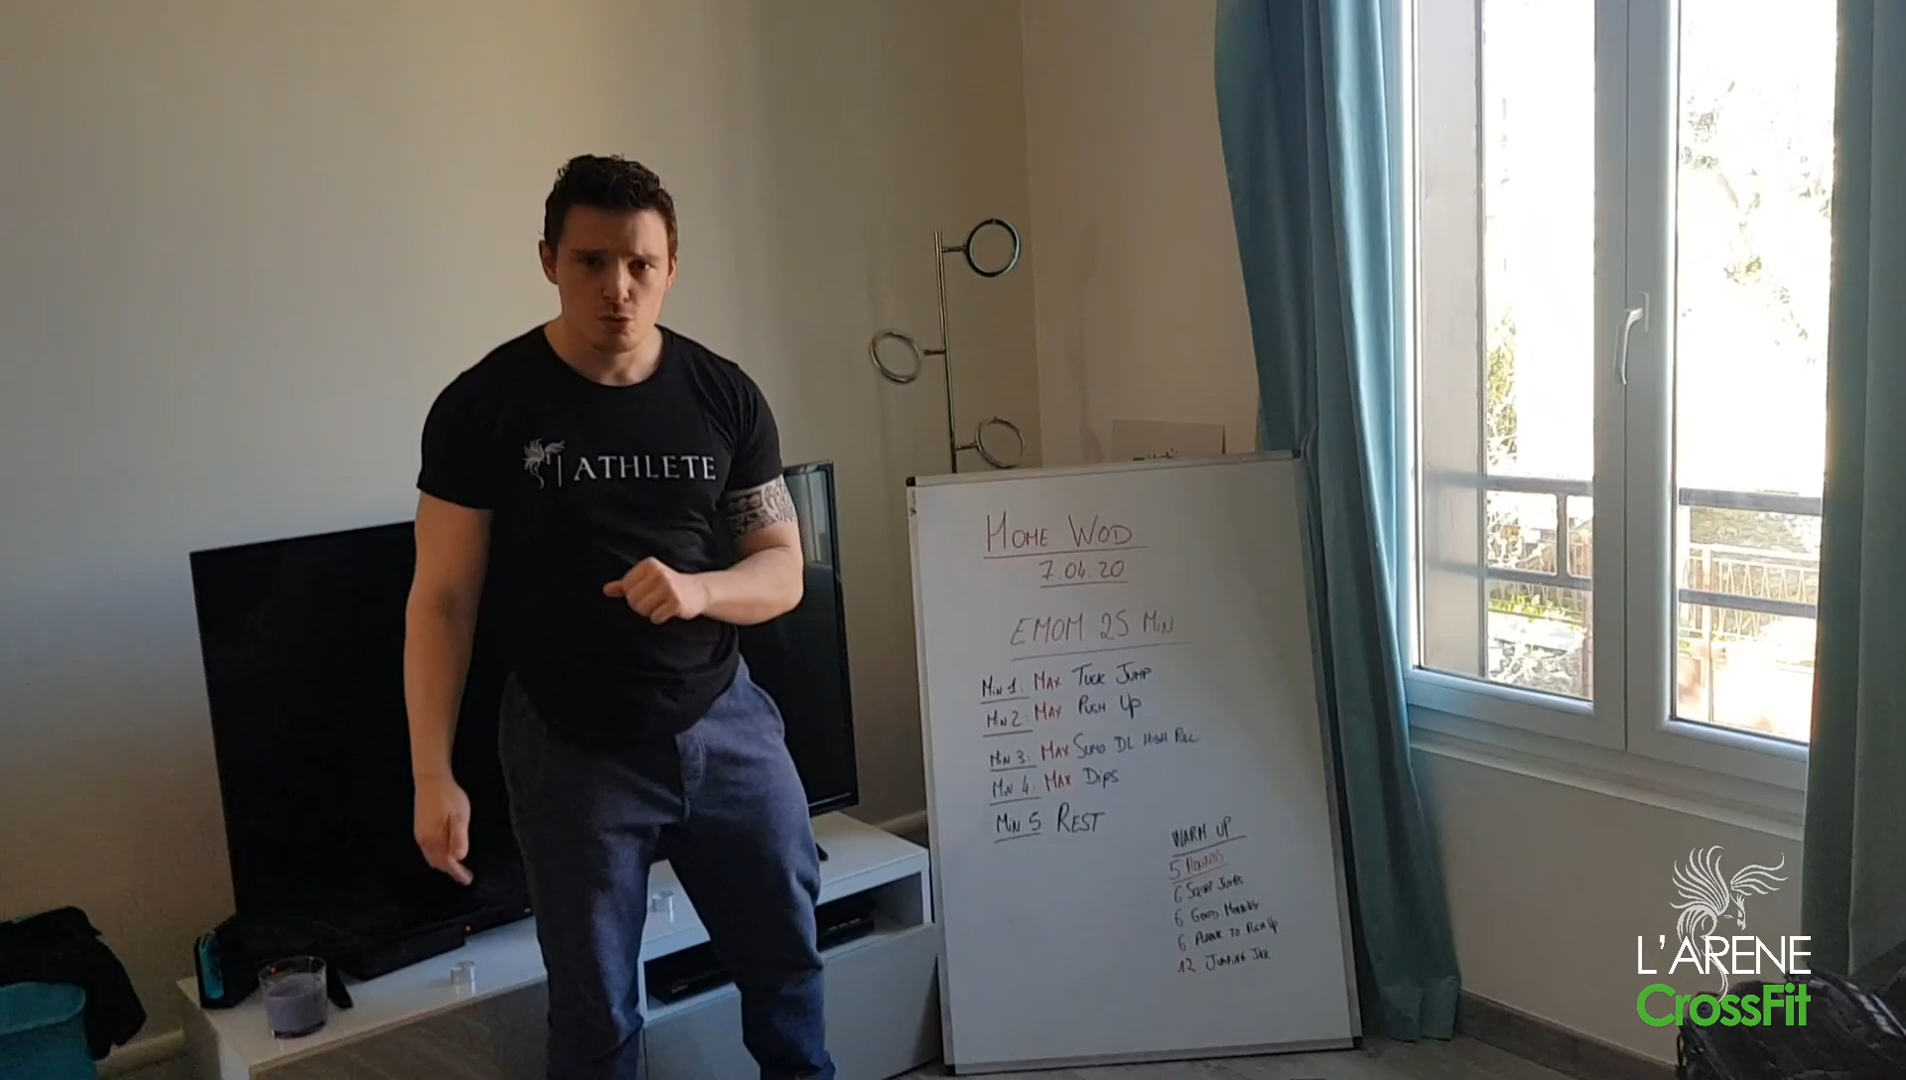 ATHLETE
HOME WOD
7.04.20
EMOM 25 MIN
MIN 1: MAX TUCK JUMP
MIN 2: MAX PUSH UP
MIN 3: MAX SUMO DL HIGH PULL
MIN 4: MAX DIPS
MIN 5 REST
WARM UP
5 ROUNDS
6 SQUAT JUMPS
6 GOOD MORNING
6 PLANK TO PUSH UP
12 JUMPING JAK
L'ARENE
CrossFit